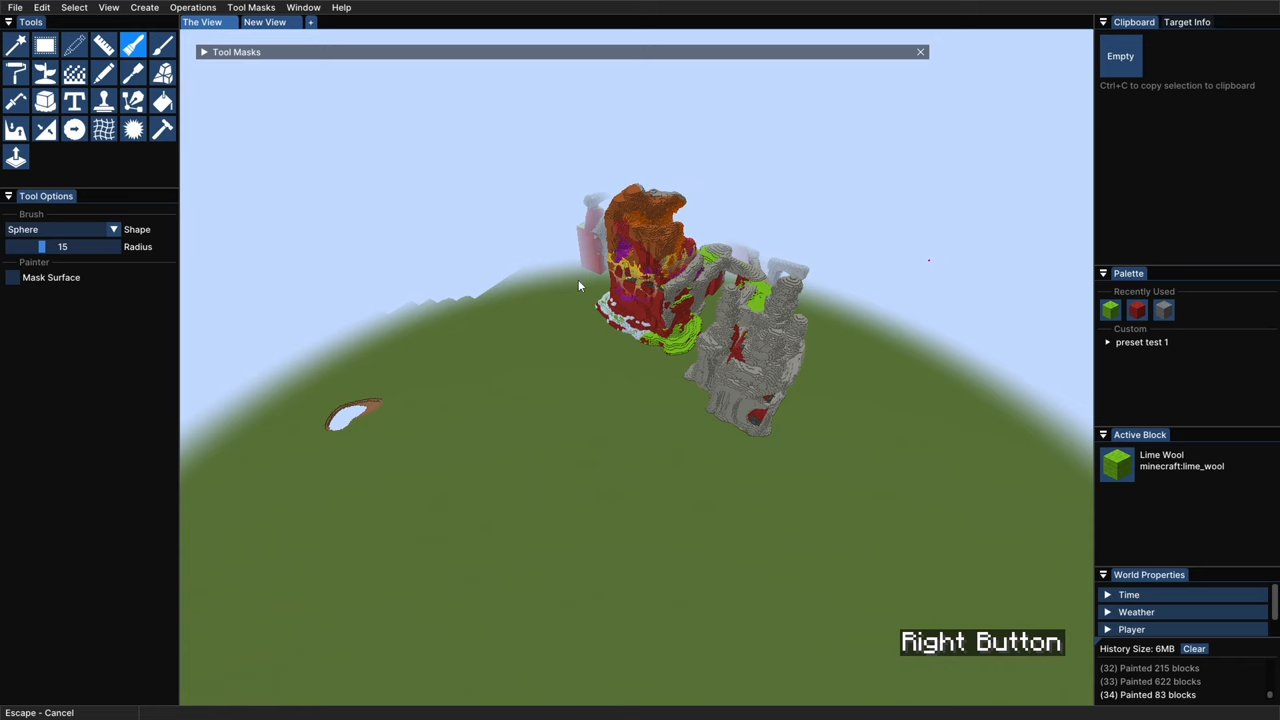 File Edit Select View Create Operations Tool Masks Window Help
Tools
The View New View +
Clipboard Target Info
Tool Masks
Empty
Ctrl+C to copy selection to clipboard
Tool Options
Brush
Sphere Shape
15 Radius
Painter
Mask Surface
Palette
Recently Used
Custom
preset test 1
Active Block
Lime Wool
minecraft:lime_wool
World Properties
Time
Weather
Player
Right Button
History Size: 6MB Clear
(32) Painted 215 blocks
(33) Painted 622 blocks
(34) Painted 83 blocks
Escape - Cancel